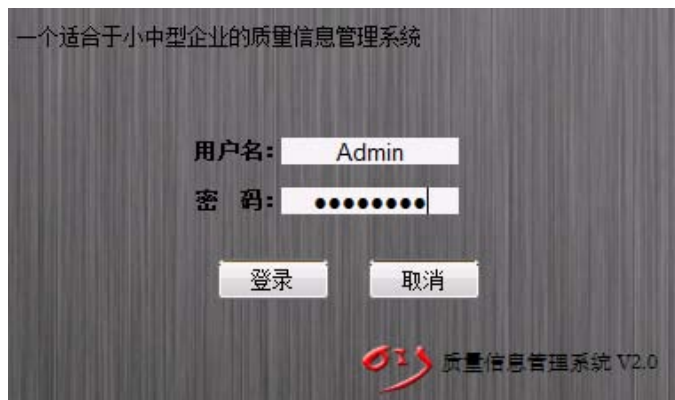 一个适合于小中型企业的质量信息管理系统
用户名: Admin
密 码: ●●●●●●●●
登录 取消
质量信息管理系统 V2.0